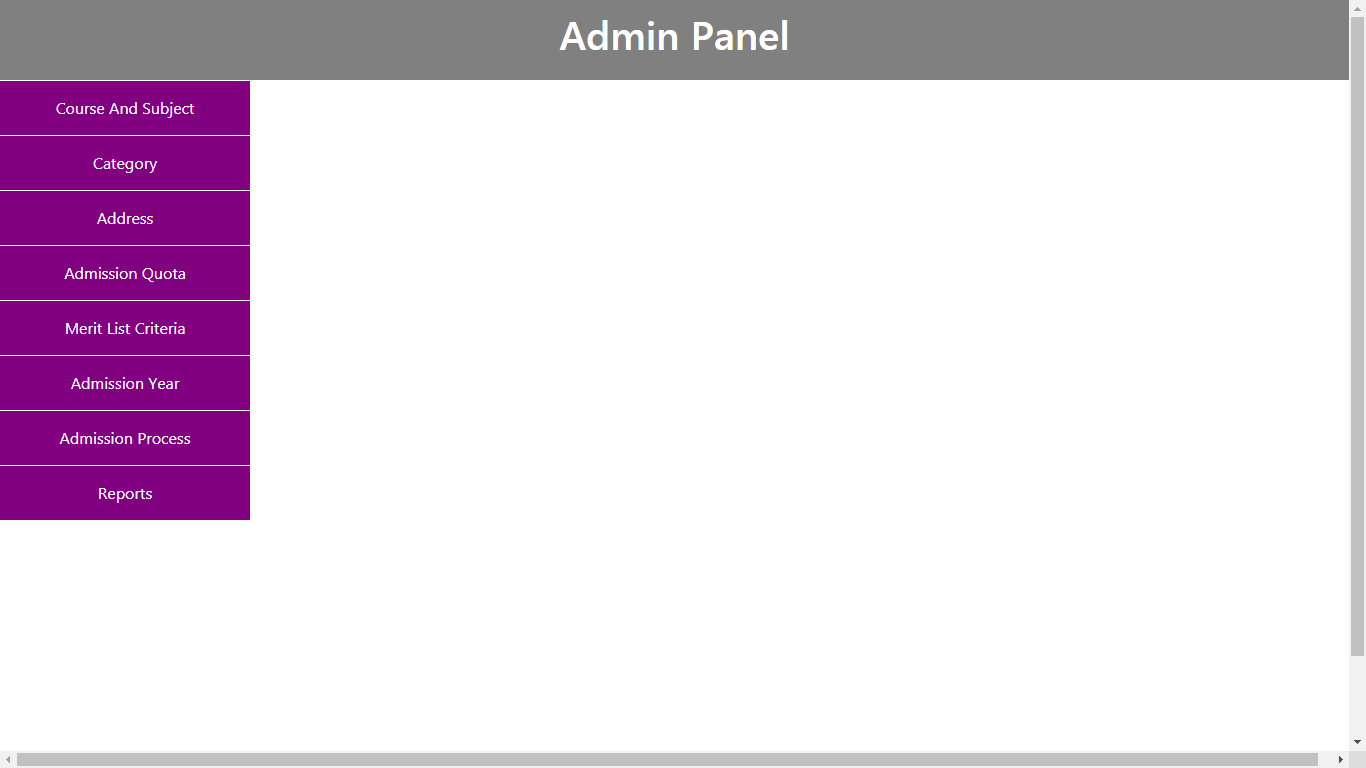 Admin Panel
Course And Subject
Category
Address
Admission Quota
Merit List Criteria
Admission Year
Admission Process
Reports